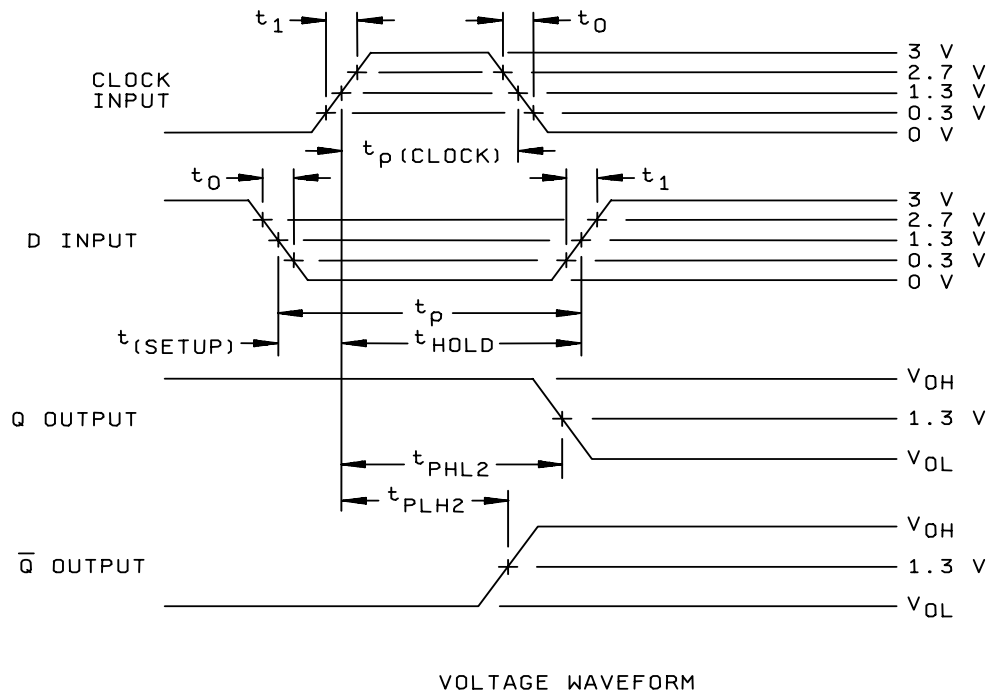 t1 t0
3 V
2.7 V
CLOCK
INPUT
1.3 V
0.3 V
0 V
tp(CLOCK)
t0 t1
3 V
2.7 V
D INPUT
1.3 V
0.3 V
0 V
tp
t(SETUP) tHOLD
VOH
Q OUTPUT
1.3 V
VOL
tPHL2
tPLH2
VOH
Q̅ OUTPUT
1.3 V
VOL
VOLTAGE WAVEFORM